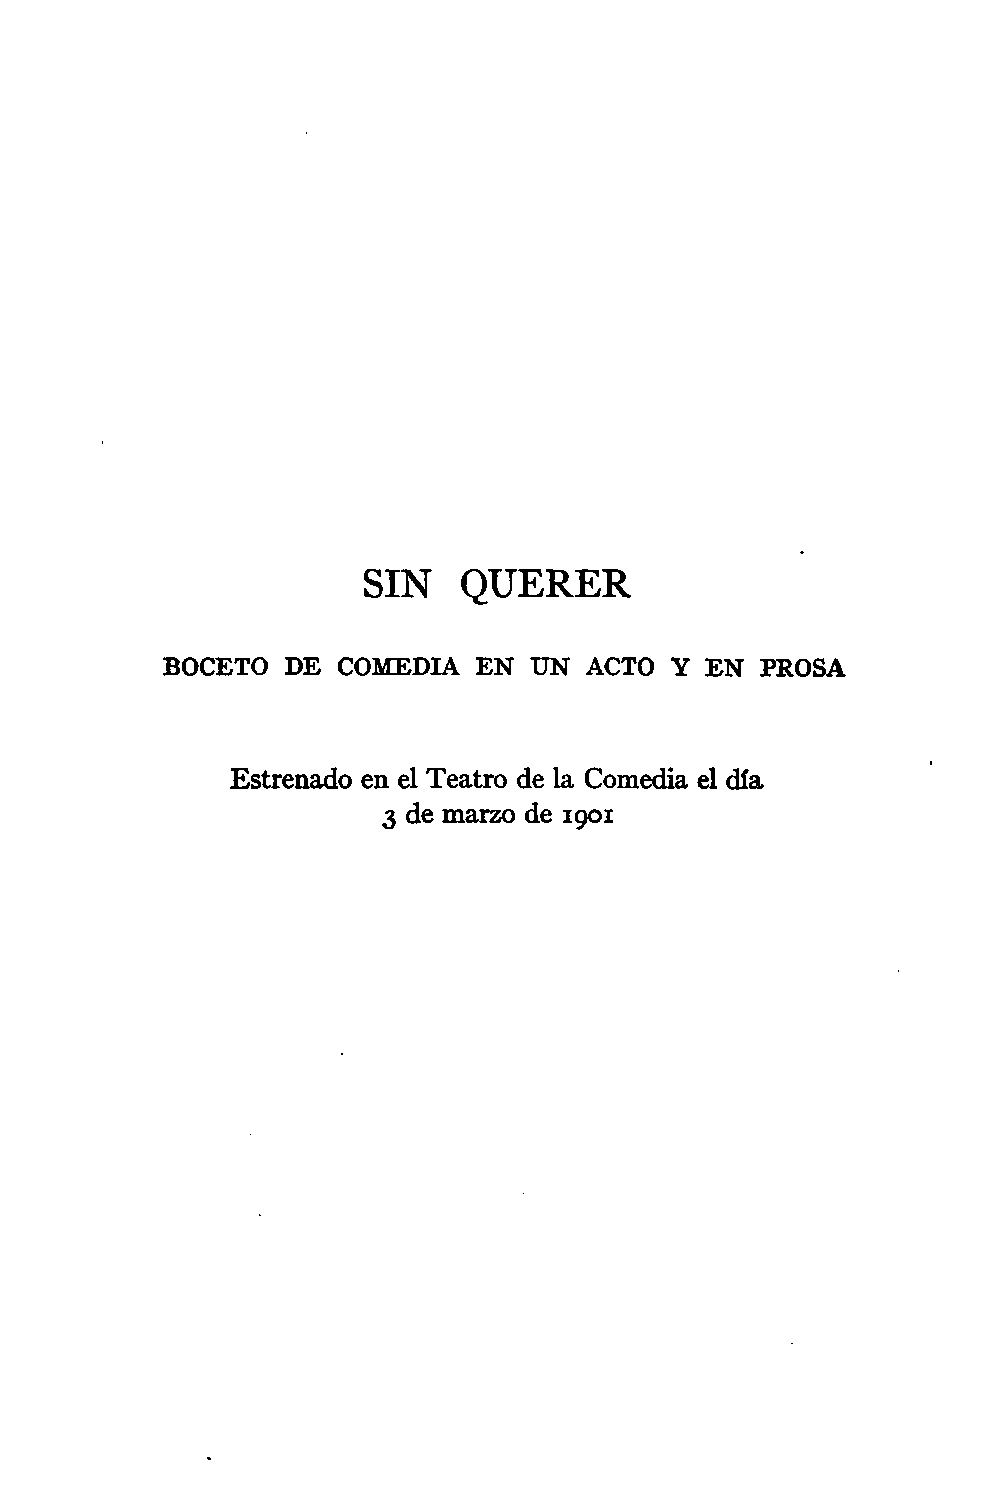 SIN QUERER
BOCETO DE COMEDIA EN UN ACTO Y EN PROSA
Estrenado en el Teatro de la Comedia el día
3 de marzo de 1901